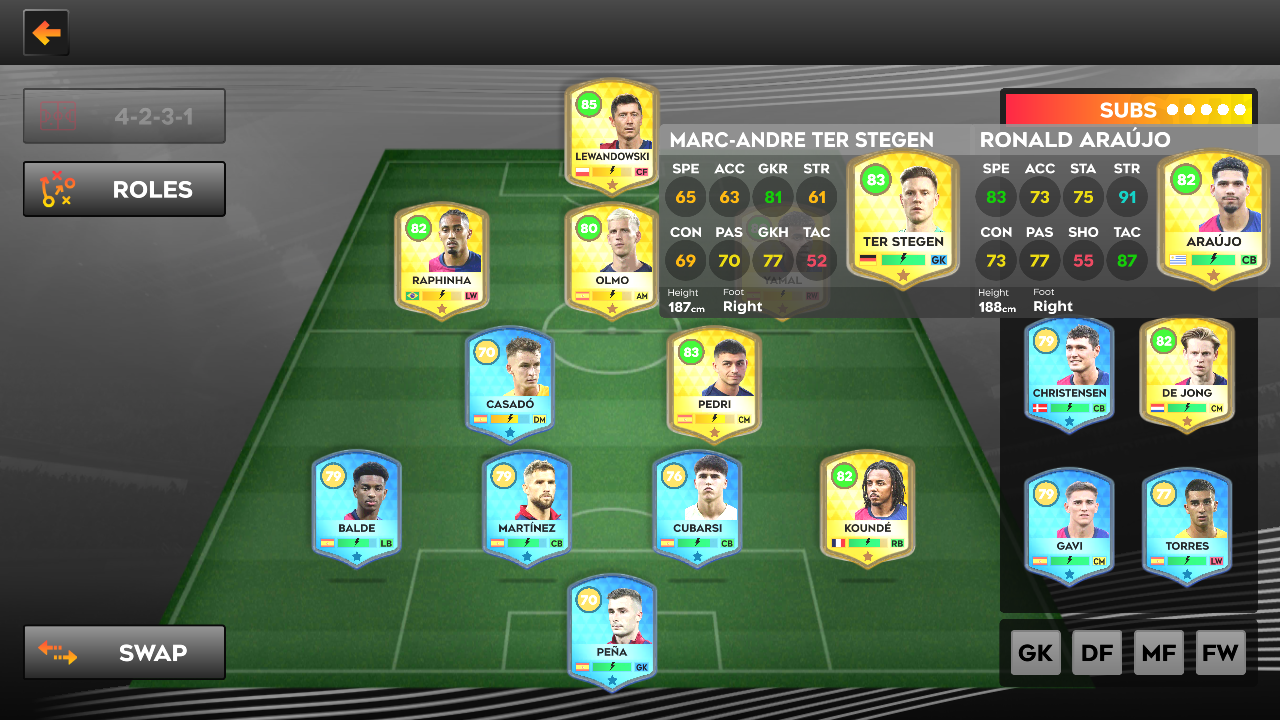 4-2-3-1
ROLES
SWAP
85
LEWANDOWSKI
CF
82
RAPHINHA
LW
80
OLMO
AM
YAMAL
RW
70
CASADÓ
DM
83
PEDRI
CM
79
BALDE
LB
79
MARTÍNEZ
CB
76
CUBARSI
CB
82
KOUNDÉ
RB
70
PEÑA
GK
SUBS
MARC-ANDRE TER STEGEN
SPE ACC GKR STR
65 63 81 61
CON PAS GKH TAC
69 70 77 52
Height Foot
187cm Right
83
TER STEGEN
GK
RONALD ARAÚJO
SPE ACC STA STR
83 73 75 91
CON PAS SHO TAC
73 77 55 87
Height Foot
188cm Right
82
ARAÚJO
CB
79
CHRISTENSEN
CB
82
DE JONG
CM
79
GAVI
CM
77
TORRES
LW
GK DF MF FW